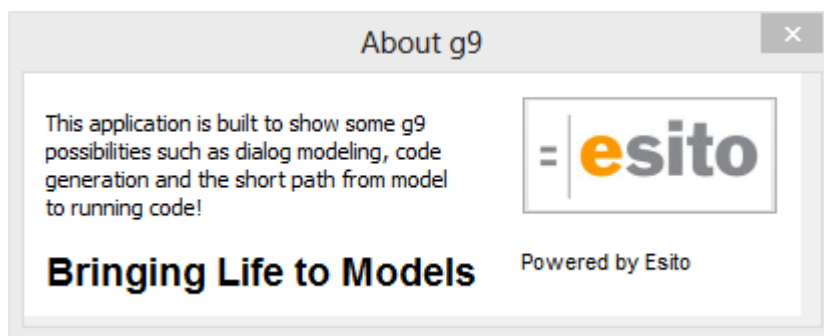 About g9
This application is built to show some g9
possibilities such as dialog modeling, code
generation and the short path from model
to running code!
= esito
Bringing Life to Models
Powered by Esito